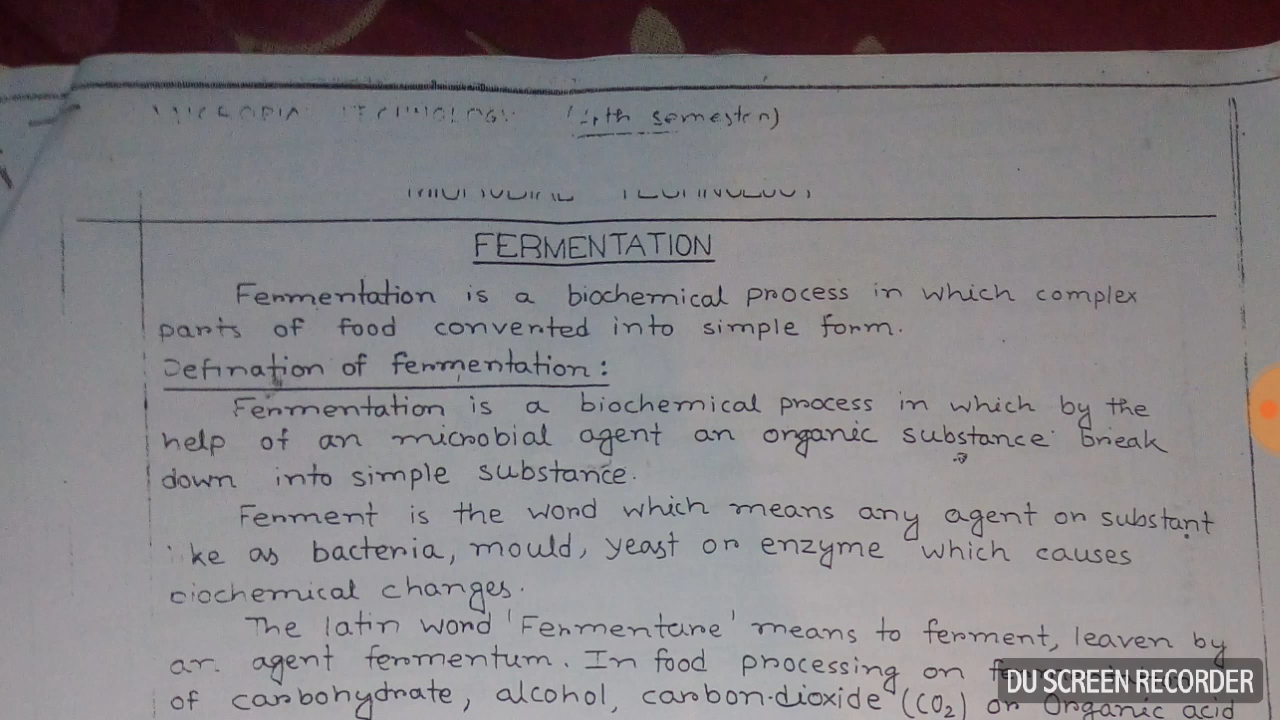 (4th semester)
FERMENTATION
Fermentation is a biochemical process in which complex
parts of food converted into simple form.
Defination of fermentation :
Fermentation is a biochemical process in which by the
help of an microbial agent an organic substance break
down into simple substance.
Ferment is the word which means any agent or substant
like as bacteria, mould, yeast or enzyme which causes
biochemical changes.
The latin word 'Fermentare' means to ferment, leaven by
an agent fermentum. In food processing or
of carbohydrate, alcohol, carbon-dioxide (CO₂) or Organic acid
DU SCREEN RECORDER